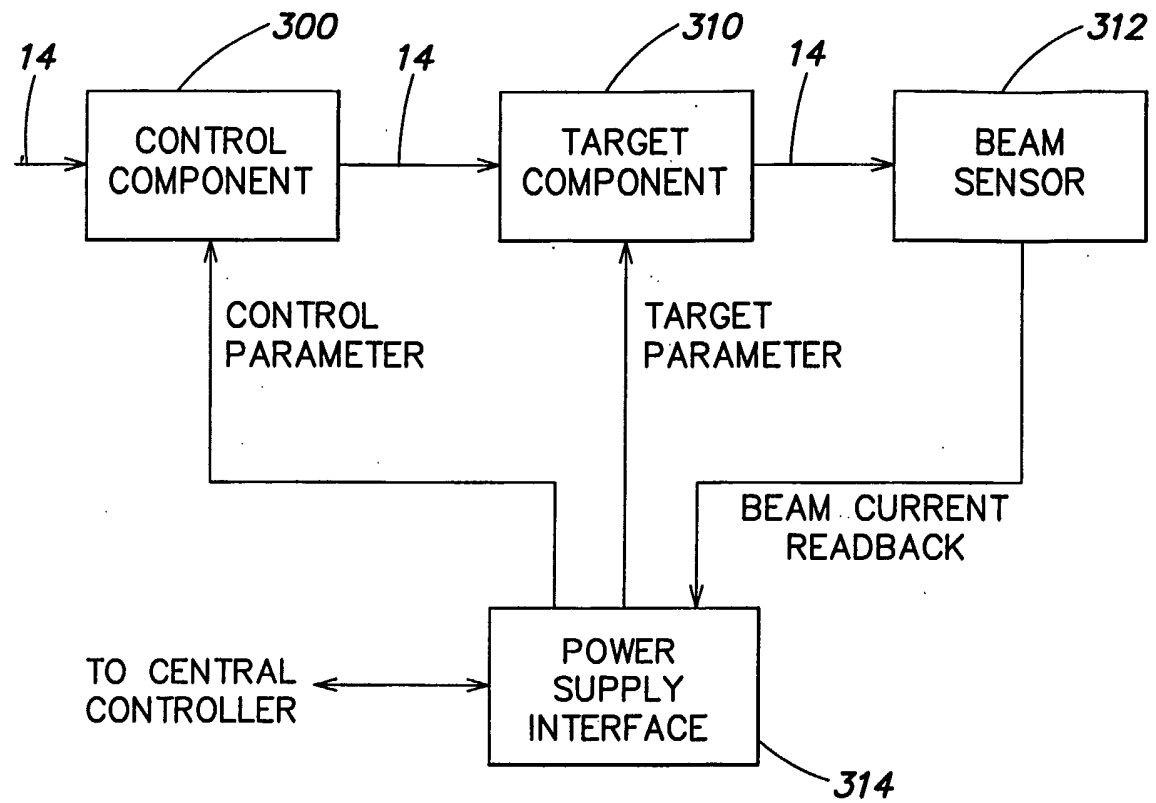 300
310
312
14
14
14
CONTROL
COMPONENT
TARGET
COMPONENT
BEAM
SENSOR
CONTROL
PARAMETER
TARGET
PARAMETER
BEAM CURRENT
READBACK
TO CENTRAL
CONTROLLER
POWER
SUPPLY
INTERFACE
314